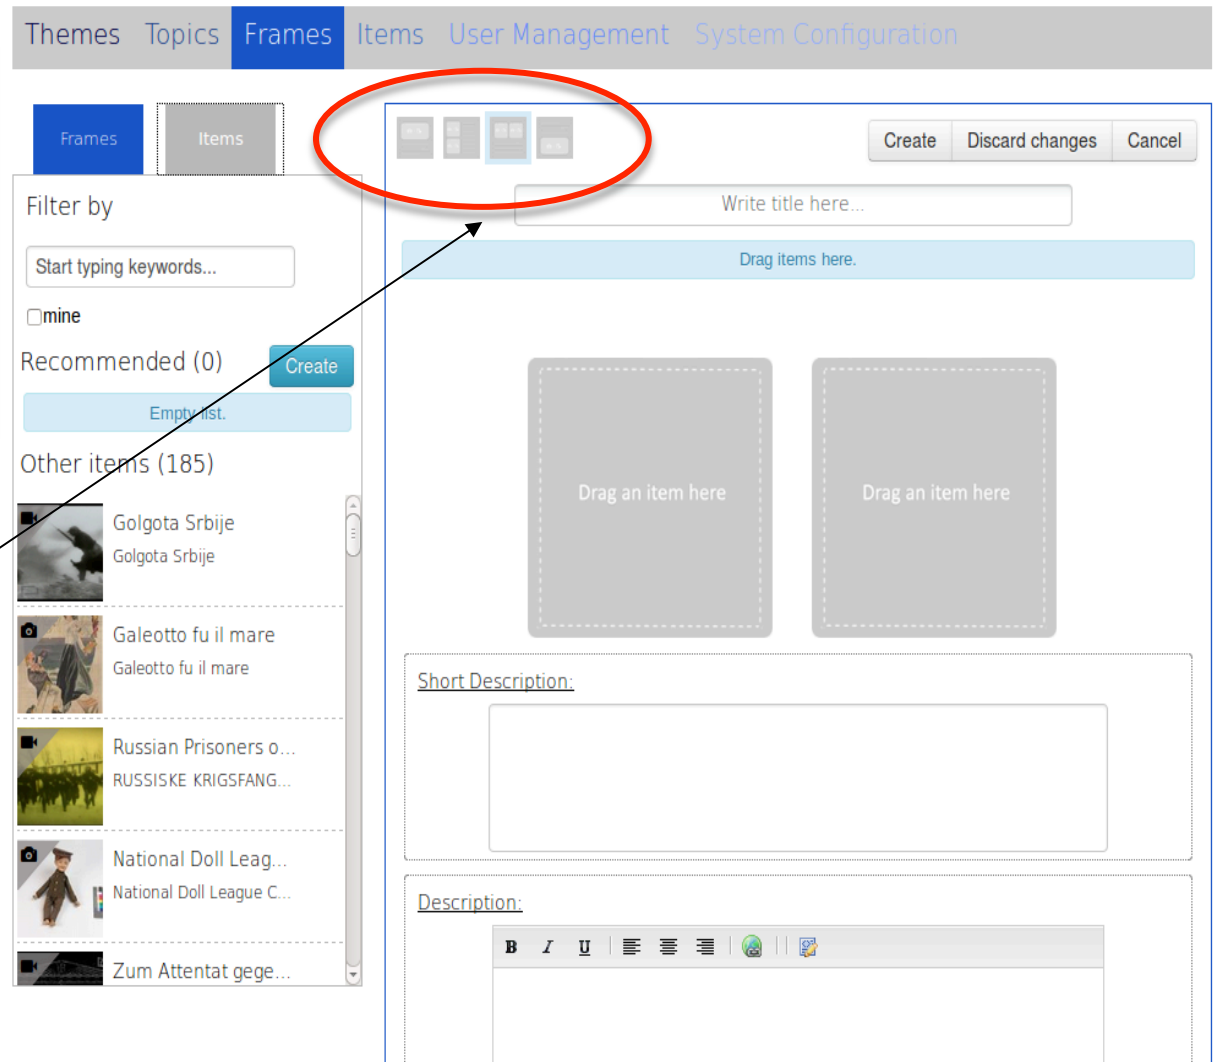 Themes Topics Frames Items User Management System Configuration
Frames Items
Create Discard changes Cancel
Filter by
Start typing keywords...
mine
Recommended (0) Create
Empty list.
Other items (185)
Golgota Srbije
Golgota Srbije
Galeotto fu il mare
Galeotto fu il mare
Russian Prisoners o...
RUSSISKE KRIGSFANG...
National Doll Leag...
National Doll League C...
Zum Attentat gege...
Write title here...
Drag items here.
Drag an item here Drag an item here
Short Description:
Description:
B I U